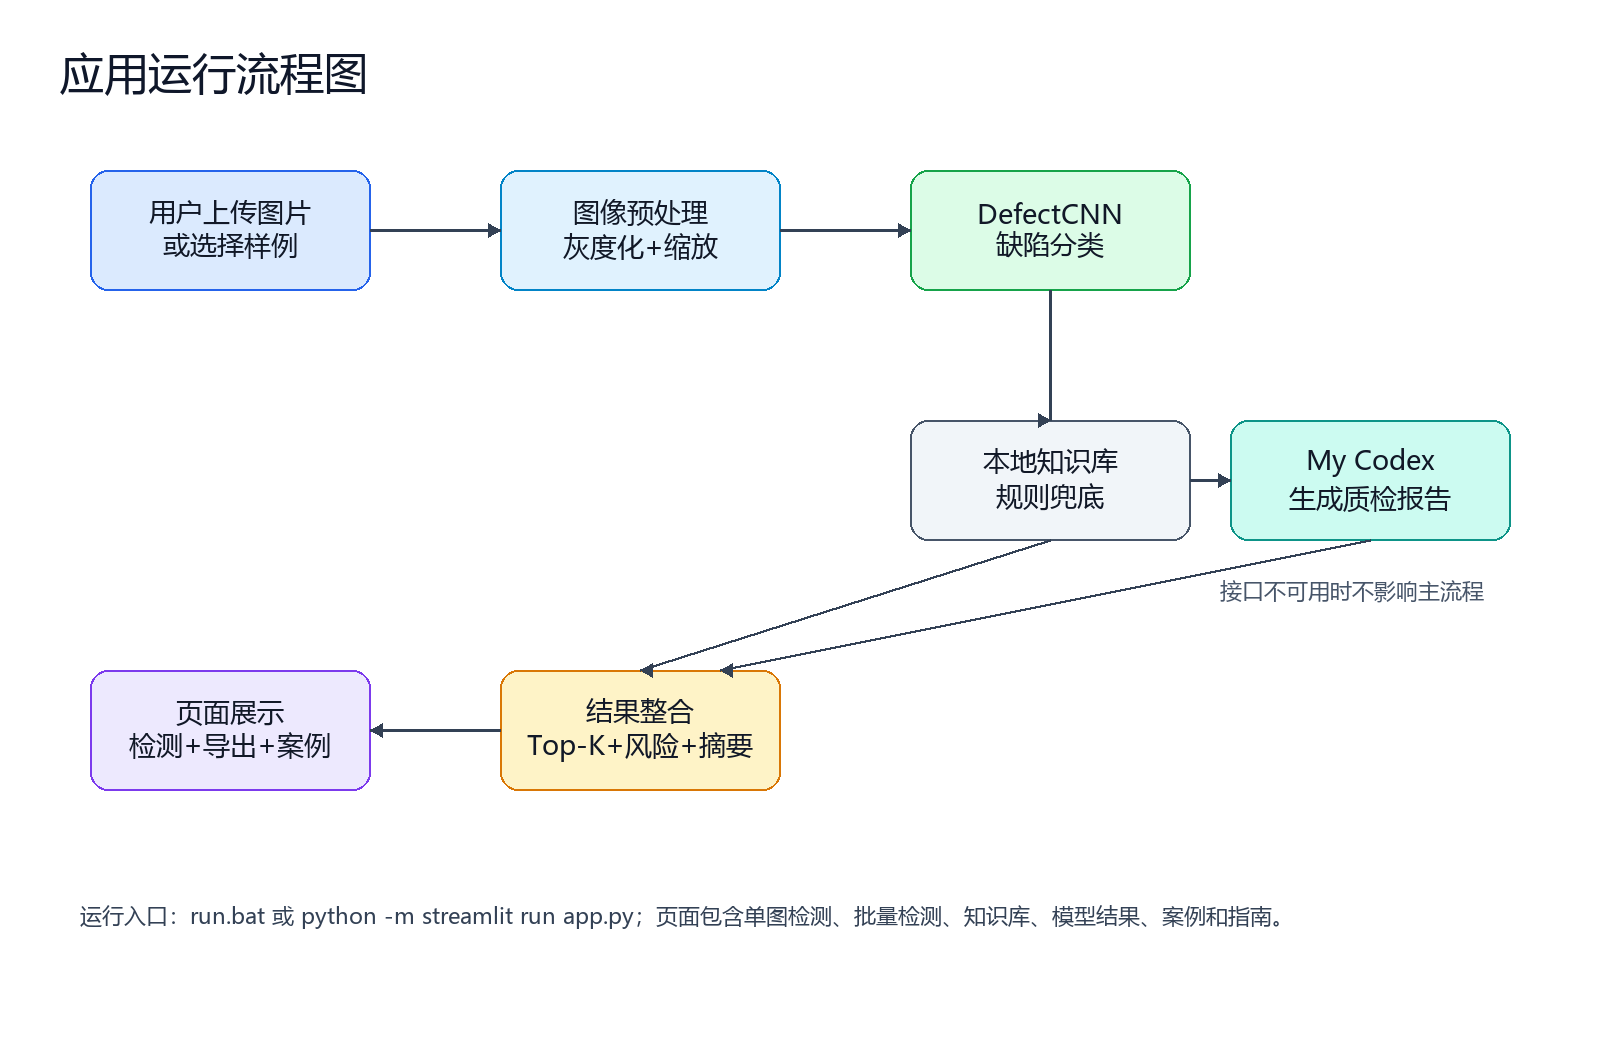 应用运行流程图
用户上传图片
或选择样例
图像预处理
灰度化+缩放
DefectCNN
缺陷分类
本地知识库
规则兜底
My Codex
生成质检报告
接口不可用时不影响主流程
页面展示
检测+导出+案例
结果整合
Top-K+风险+摘要
运行入口：run.bat 或 python -m streamlit run app.py；页面包含单图检测、批量检测、知识库、模型结果、案例和指南。